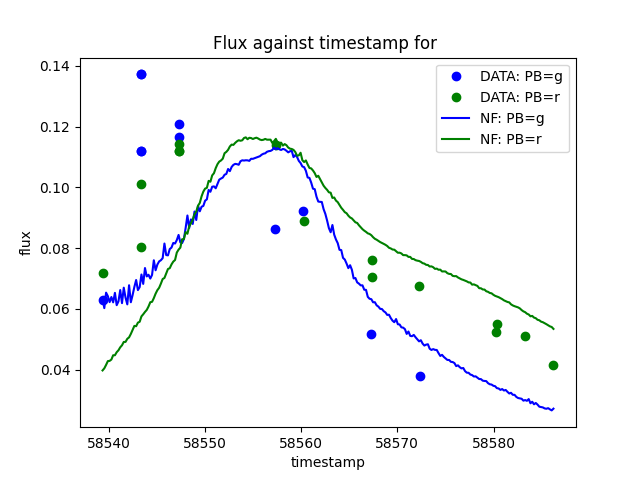 Flux against timestamp for
0.14
0.12
0.10
0.08
0.06
0.04
flux
DATA: PB=g
DATA: PB=r
NF: PB=g
NF: PB=r
58540 58550 58560 58570 58580
timestamp